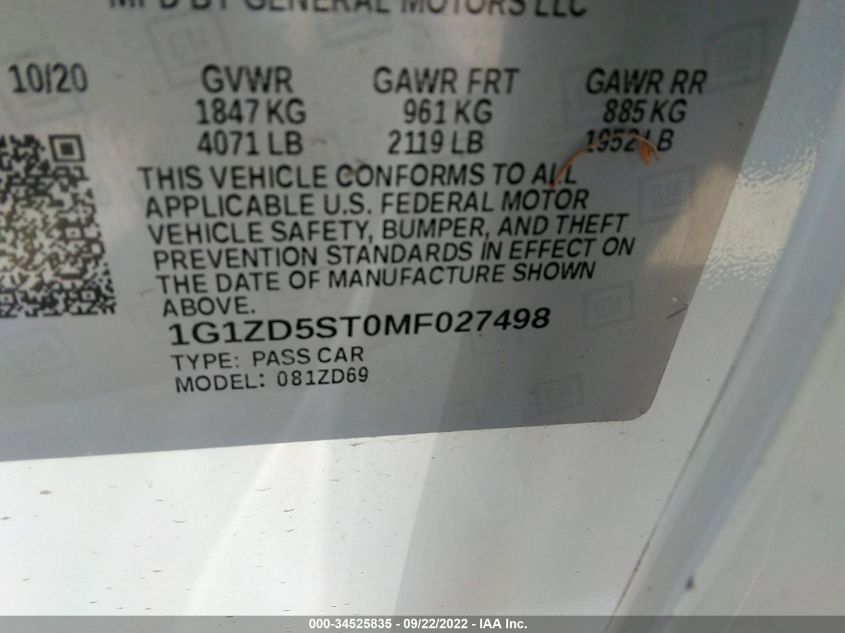 MFD BY GENERAL MOTORS LLC
10/20 GVWR GAWR FRT GAWR RR
1847 KG 961 KG 885 KG
4071 LB 2119 LB 1952 LB
THIS VEHICLE CONFORMS TO ALL
APPLICABLE U.S. FEDERAL MOTOR
VEHICLE SAFETY, BUMPER, AND THEFT
PREVENTION STANDARDS IN EFFECT ON
THE DATE OF MANUFACTURE SHOWN
ABOVE.
1G1ZD5ST0MF027498
TYPE: PASS CAR
MODEL: 081ZD69
000-34525835 - 09/22/2022 - IAA Inc.